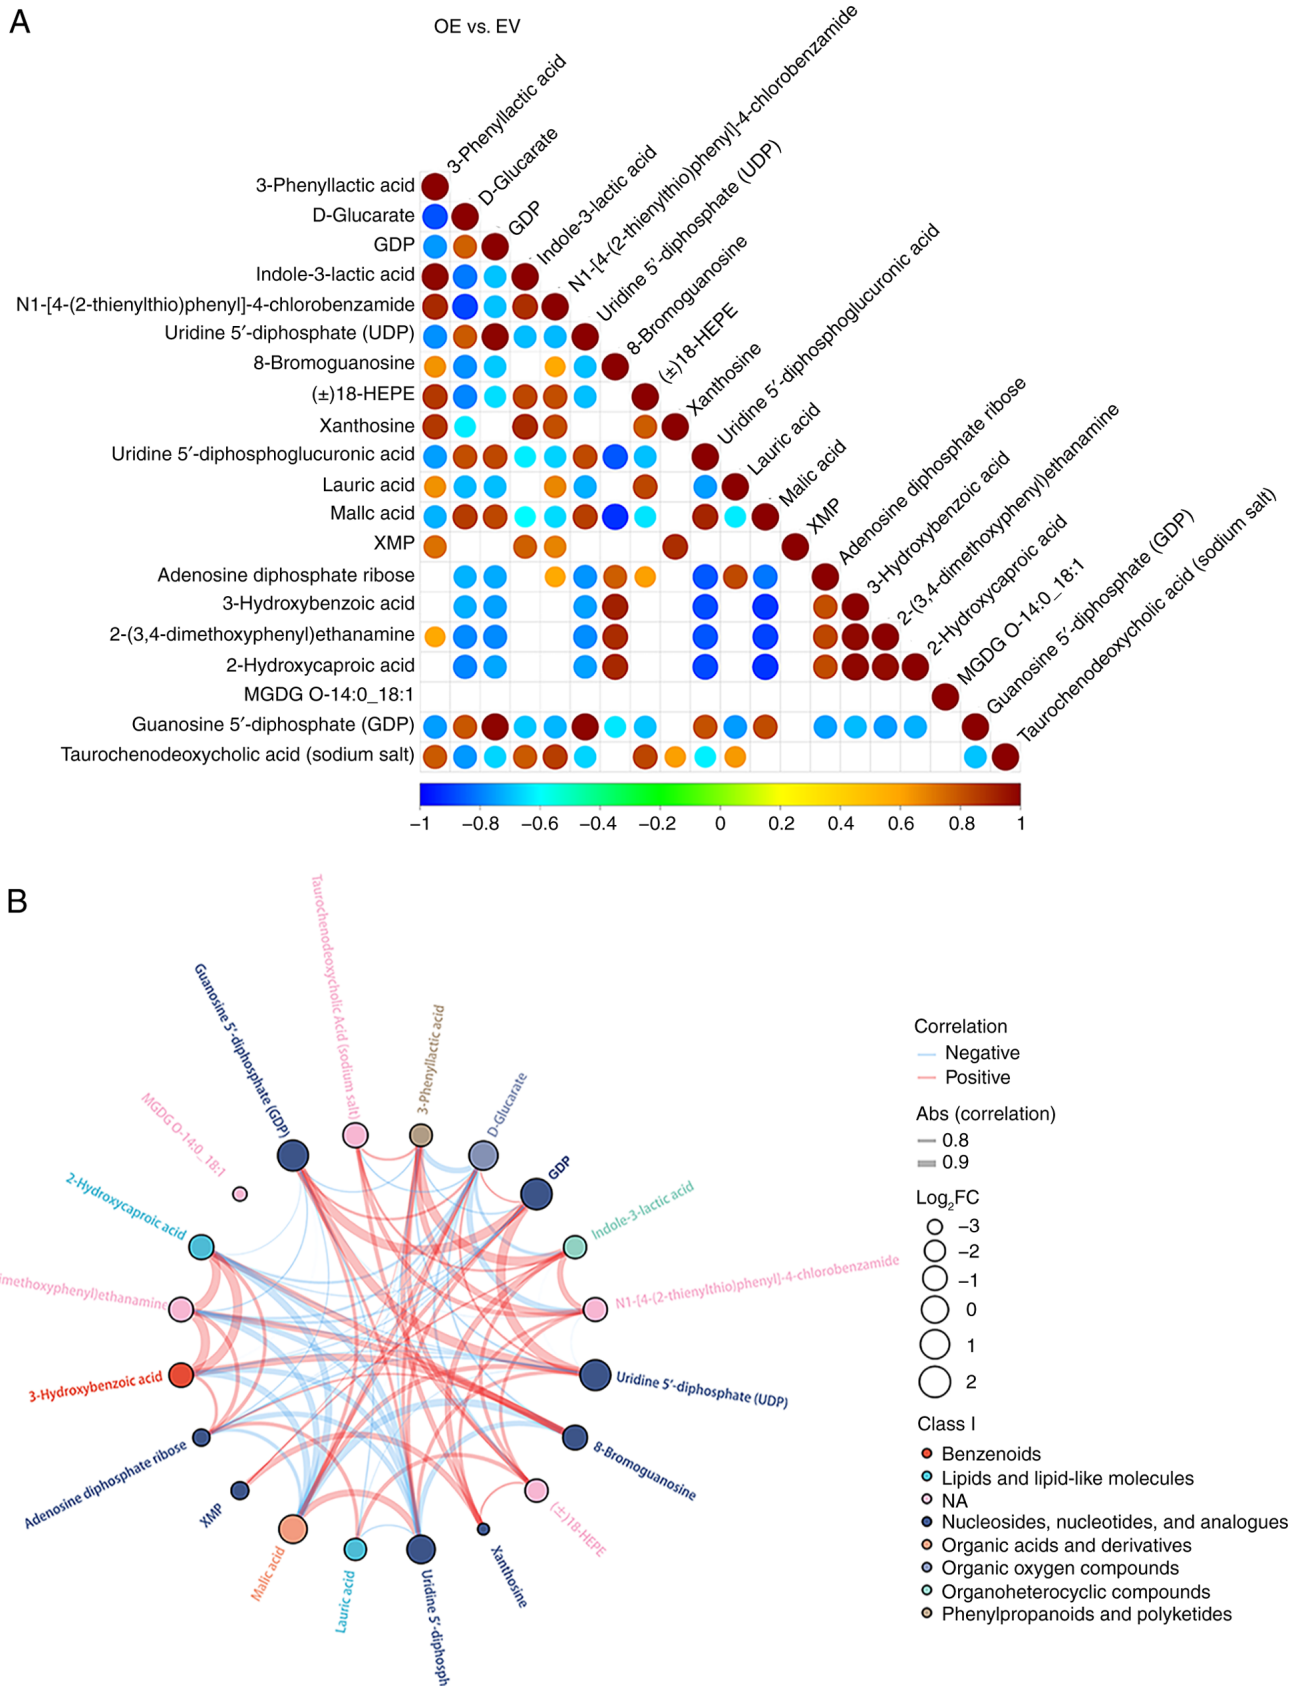 A
OE vs. EV
3-Phenyllactic acid
D-Glucarate
GDP
Indole-3-lactic acid
N1-[4-(2-thienylthio)phenyl]-4-chlorobenzamide
Uridine 5′-diphosphate (UDP)
8-Bromoguanosine
(±)18-HEPE
Xanthosine
Uridine 5′-diphosphoglucuronic acid
Lauric acid
Malic acid
XMP
Adenosine diphosphate ribose
3-Hydroxybenzoic acid
2-(3,4-dimethoxyphenyl)ethanamine
2-Hydroxycaproic acid
MGDG O-14:0_18:1
Guanosine 5′-diphosphate (GDP)
Taurochenodeoxycholic acid (sodium salt)
3-Phenyllactic acid
D-Glucarate
GDP
Indole-3-lactic acid
N1-[4-(2-thienylthio)phenyl]-4-chlorobenzamide
Uridine 5′-diphosphate (UDP)
8-Bromoguanosine
(±)18-HEPE
Xanthosine
Uridine 5′-diphosphoglucuronic acid
Lauric acid
Mallc acid
XMP
Adenosine diphosphate ribose
3-Hydroxybenzoic acid
2-(3,4-dimethoxyphenyl)ethanamine
2-Hydroxycaproic acid
MGDG O-14:0_18:1
Guanosine 5′-diphosphate (GDP)
Taurochenodeoxycholic acid (sodium salt)
−1 −0.8 −0.6 −0.4 −0.2 0 0.2 0.4 0.6 0.8 1
B
Taurochenodeoxycholic Acid (sodium salt)
3-Phenyllactic acid
D-Glucarate
GDP
Indole-3-lactic acid
N1-[4-(2-thienylthio)phenyl]-4-chlorobenzamide
Uridine 5′-diphosphate (UDP)
8-Bromoguanosine
(±)18-HEPE
Xanthosine
Uridine 5′-diphosph
Lauric acid
Malic acid
XMP
Adenosine diphosphate ribose
3-Hydroxybenzoic acid
imethoxyphenyl)ethanamine
2-Hydroxycaproic acid
MGDG O-14:0_18:1
Guanosine 5′-diphosphate (GDP)
Correlation
Negative
Positive
Abs (correlation)
0.8
0.9
Log2FC
−3
−2
−1
0
1
2
Class I
Benzenoids
Lipids and lipid-like molecules
NA
Nucleosides, nucleotides, and analogues
Organic acids and derivatives
Organic oxygen compounds
Organoheterocyclic compounds
Phenylpropanoids and polyketides